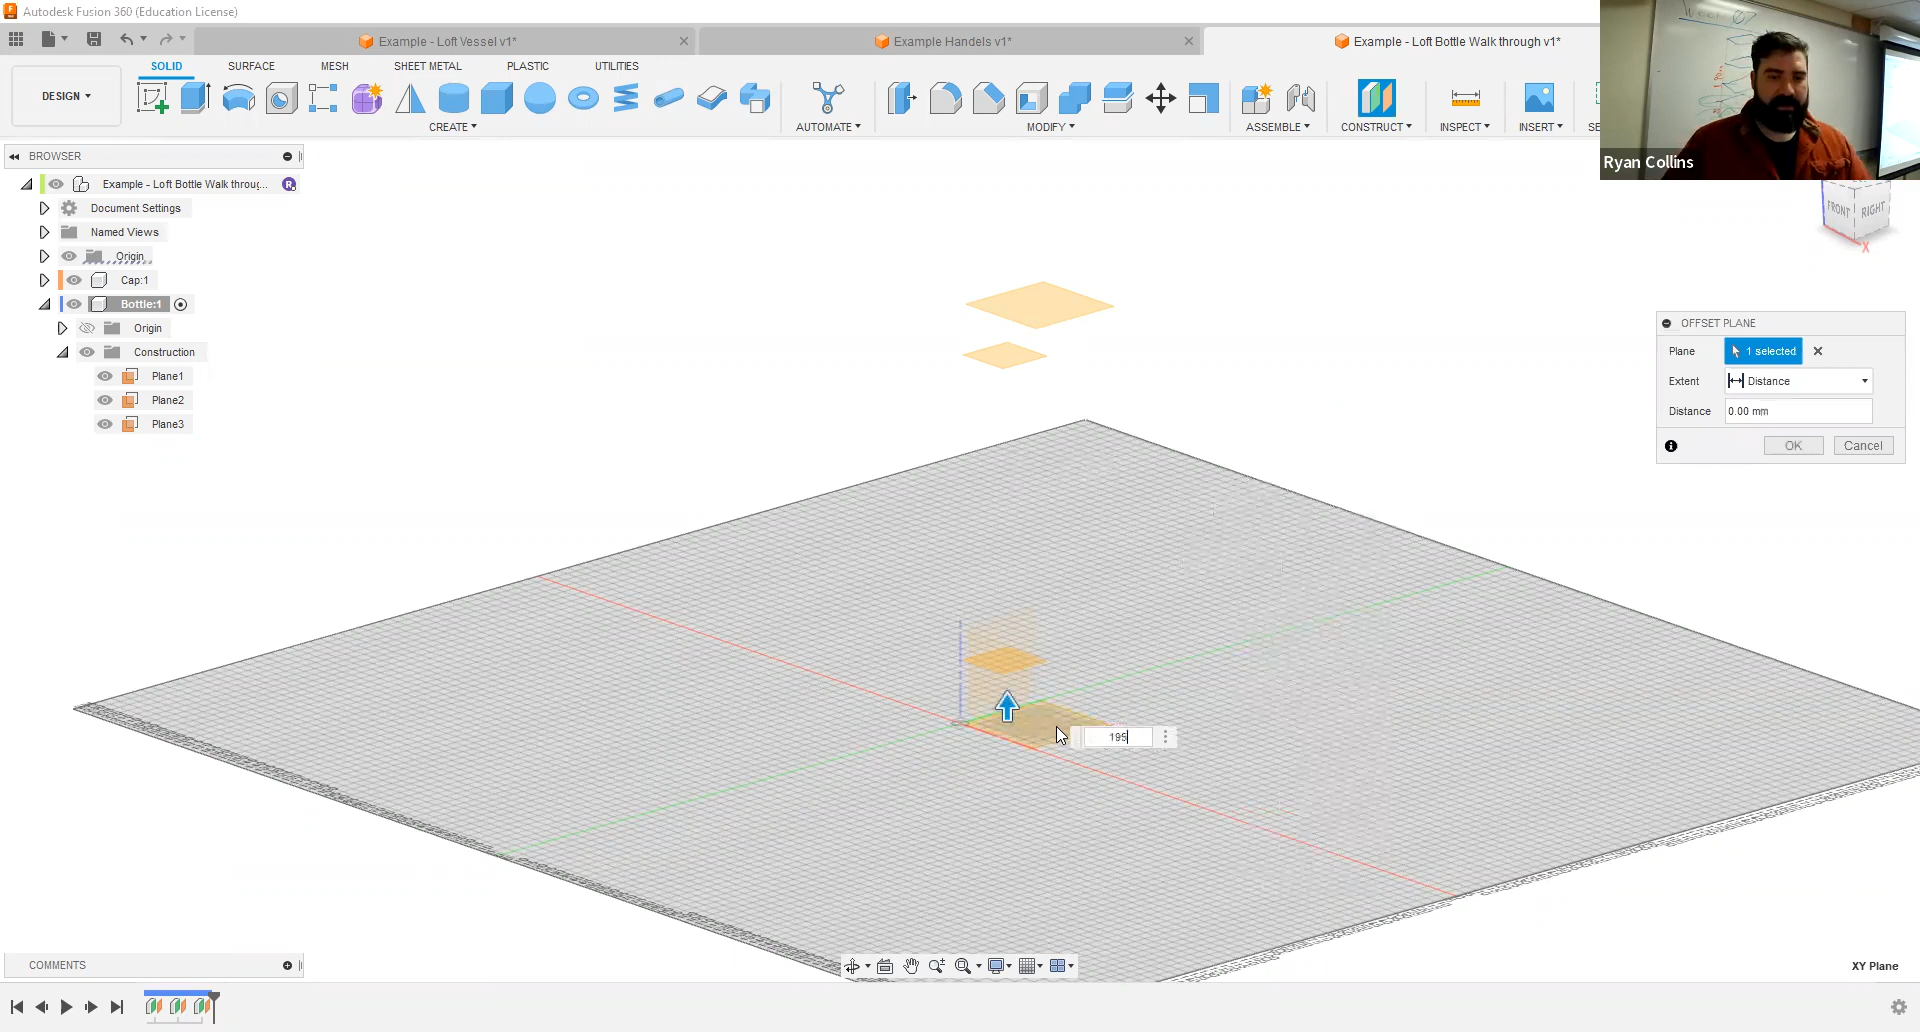 Autodesk Fusion 360 (Education License)
Example - Loft Vessel v1*
Example Handels v1*
Example - Loft Bottle Walk through v1*
SOLID
SURFACE
MESH
SHEET METAL
PLASTIC
UTILITIES
DESIGN
CREATE
AUTOMATE
MODIFY
ASSEMBLE
CONSTRUCT
INSPECT
INSERT
SE
Ryan Collins
BROWSER
Example - Loft Bottle Walk throug...
R
Document Settings
Named Views
Origin
Cap:1
Bottle:1
Origin
Construction
Plane1
Plane2
Plane3
FRONT
RIGHT
X
OFFSET PLANE
Plane
1 selected
Extent
Distance
Distance
0.00 mm
OK
Cancel
195
COMMENTS
XY Plane